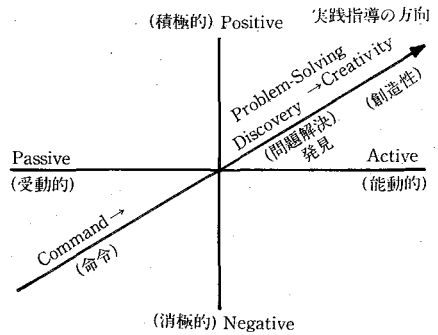 (積極的) Positive
実践指導の方向
Problem-Solving
Discovery →Creativity
(問題解決)
発見
(創造性)
Passive
(受動的)
Active
(能動的)
Command→
(命令)
(消極的) Negative